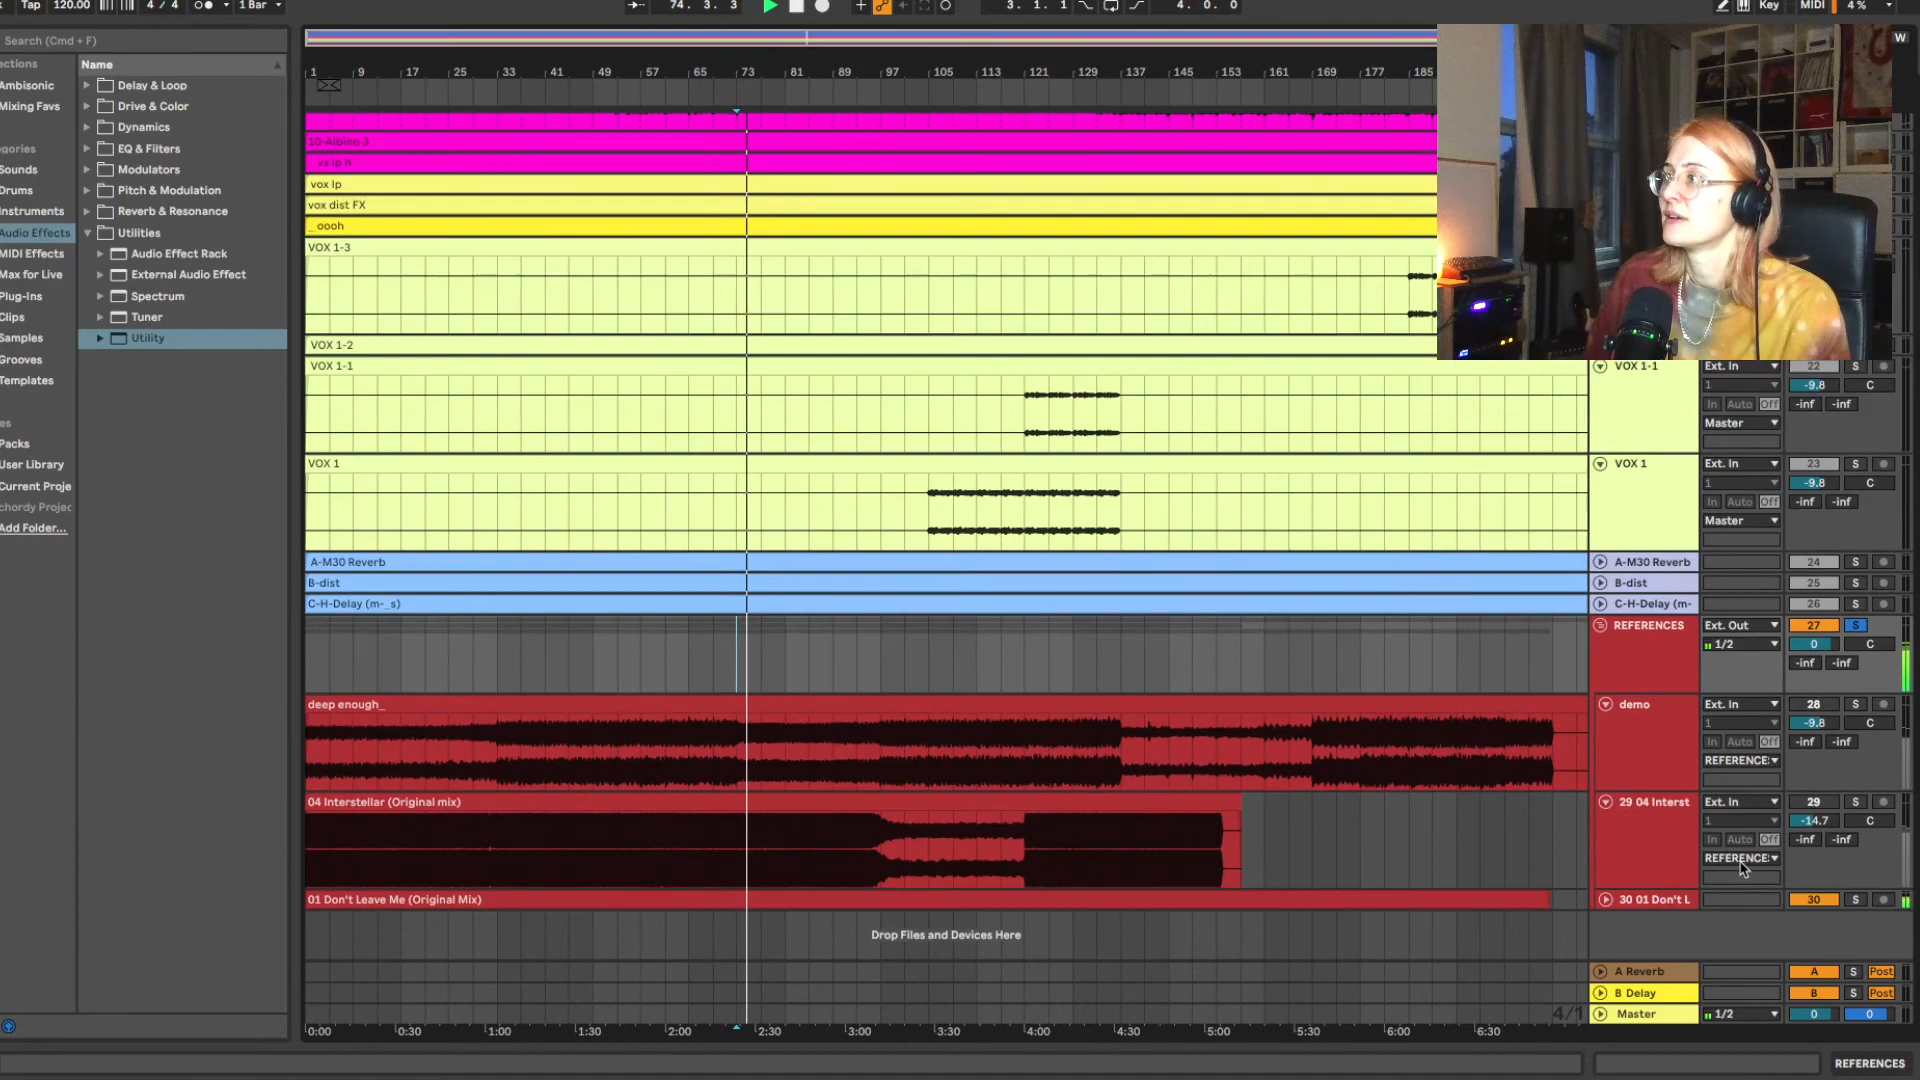 Tap 120.00 4 / 4 1 Bar 74. 3. 3 3. 1. 1 4. 0. 0 Key MIDI 4 %
Search (Cmd + F)
ections
Ambisonic
Mixing Favs
egories
Sounds
Drums
Instruments
Audio Effects
MIDI Effects
Max for Live
Plug-Ins
Clips
Samples
Grooves
Templates
es
Packs
User Library
Current Proje
chordy Projec
Add Folder...
Name
Delay & Loop
Drive & Color
Dynamics
EQ & Filters
Modulators
Pitch & Modulation
Reverb & Resonance
Utilities
Audio Effect Rack
External Audio Effect
Spectrum
Tuner
Utility
1 9 17 25 33 41 49 57 65 73 81 89 97 105 113 121 129 137 145 153 161 169 177 185
W
10-Albino 3
vx lp h
vox lp
vox dist FX
_ oooh
VOX 1-3
VOX 1-2
VOX 1-1
VOX 1-1 Ext. In 22 S
1 -9.8 C
In Auto Off -inf -inf
Master
VOX 1
VOX 1 Ext. In 23 S
1 -9.8 C
In Auto Off -inf -inf
Master
A-M30 Reverb A-M30 Reverb 24 S
B-dist B-dist 25 S
C-H-Delay (m-_s) C-H-Delay (m- 26 S
REFERENCES Ext. Out 27 S
1/2 0 C
-inf -inf
deep enough_ demo Ext. In 28 S
1 -9.8 C
In Auto Off -inf -inf
REFERENCE:
04 Interstellar (Original mix) 29 04 Interst Ext. In 29 S
1 -14.7 C
In Auto Off -inf -inf
REFERENCE:
01 Don't Leave Me (Original Mix) 30 01 Don't L 30 S
Drop Files and Devices Here
A Reverb A S Post
B Delay B S Post
4/1 Master 1/2 0 0
0:00 0:30 1:00 1:30 2:00 2:30 3:00 3:30 4:00 4:30 5:00 5:30 6:00 6:30
REFERENCES